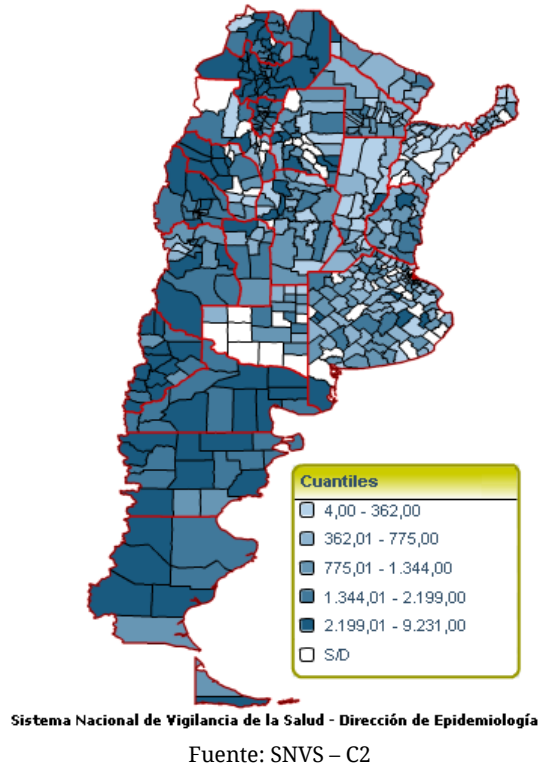 Cuantiles
4,00 - 362,00
362,01 - 775,00
775,01 - 1.344,00
1.344,01 - 2.199,00
2.199,01 - 9.231,00
S/D
Sistema Nacional de Vigilancia de la Salud - Dirección de Epidemiología
Fuente: SNVS – C2